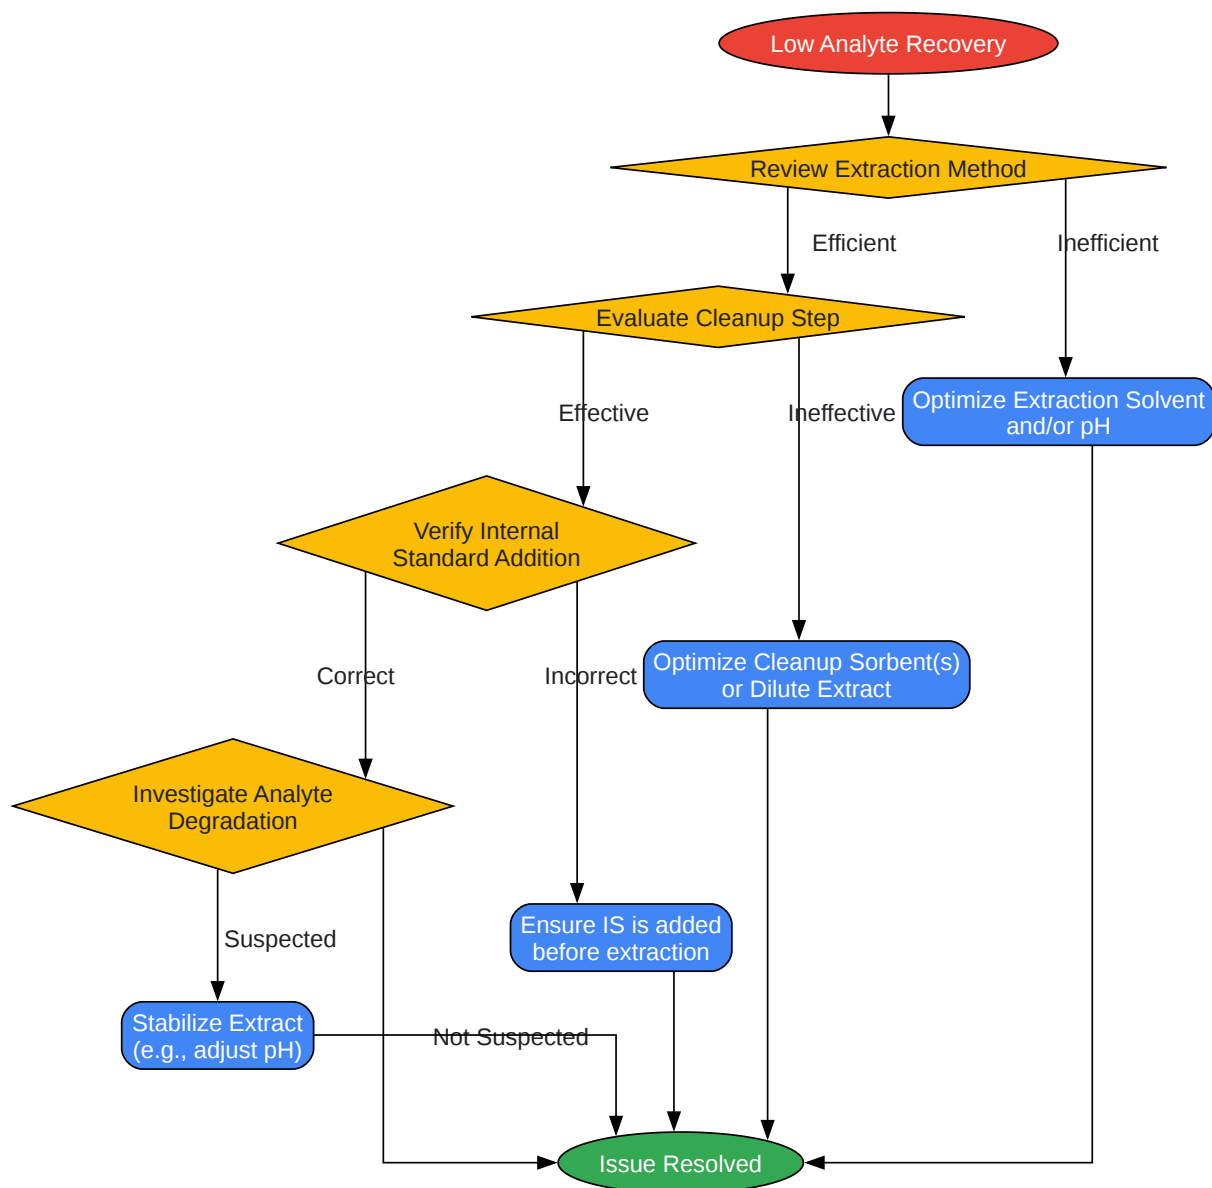 Low Analyte Recovery
Review Extraction Method
Efficient
Inefficient
Evaluate Cleanup Step
Optimize Extraction Solvent
and/or pH
Effective
Ineffective
Verify Internal
Standard Addition
Optimize Cleanup Sorbent(s)
or Dilute Extract
Correct
Incorrect
Investigate Analyte
Degradation
Ensure IS is added
before extraction
Suspected
Stabilize Extract
(e.g., adjust pH)
Not Suspected
Issue Resolved